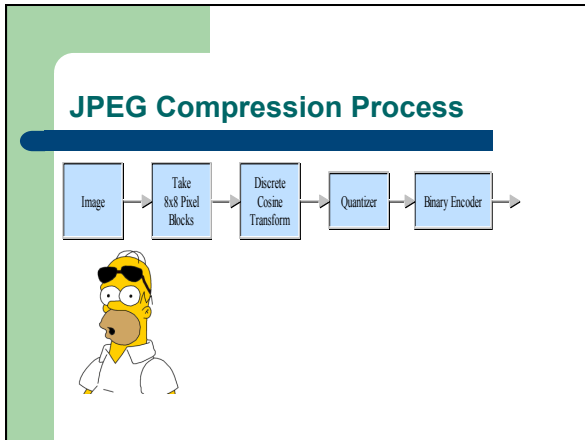 JPEG Compression Process
Image
Take
8x8 Pixel
Blocks
Discrete
Cosine
Transform
Quantizer
Binary Encoder